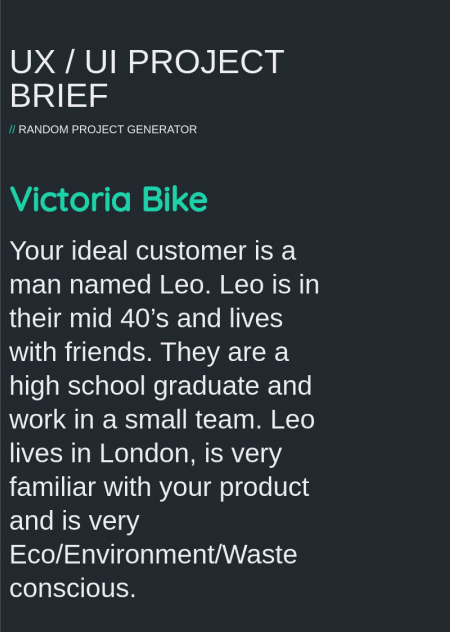 UX / UI PROJECT
BRIEF
// RANDOM PROJECT GENERATOR
Victoria Bike
Your ideal customer is a
man named Leo. Leo is in
their mid 40’s and lives
with friends. They are a
high school graduate and
work in a small team. Leo
lives in London, is very
familiar with your product
and is very
Eco/Environment/Waste
conscious.